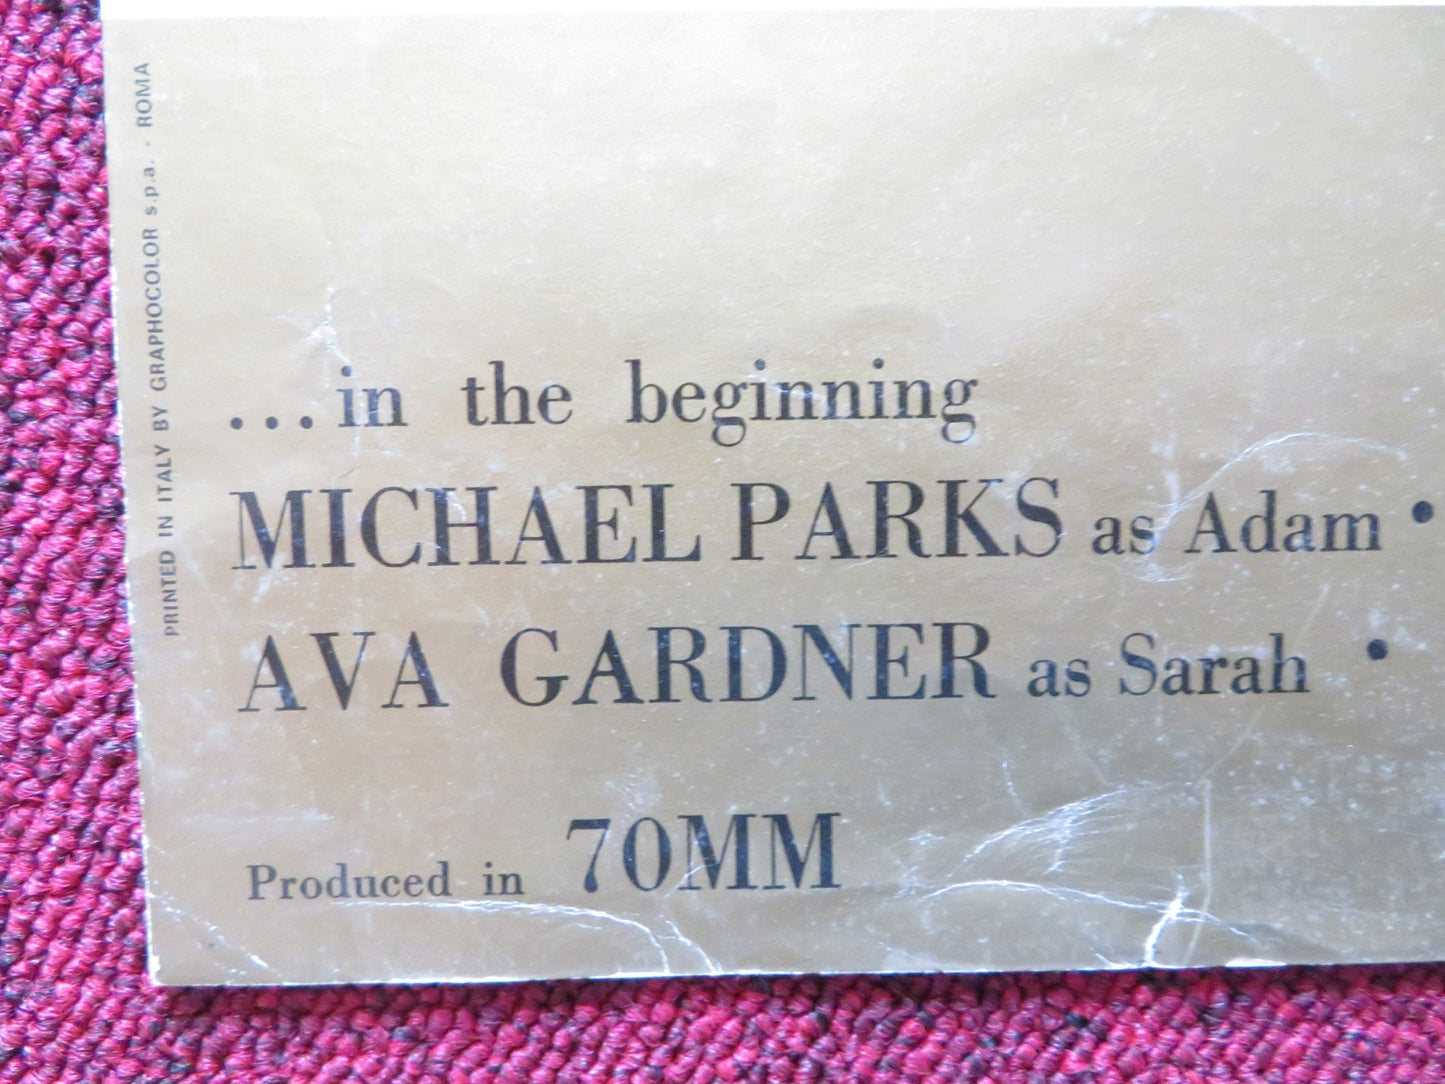 PRINTED IN ITALY BY GRAPHOCOLOR s.p.a. - ROMA
...in the beginning
MICHAEL PARKS as Adam •
AVA GARDNER as Sarah •
Produced in 70MM